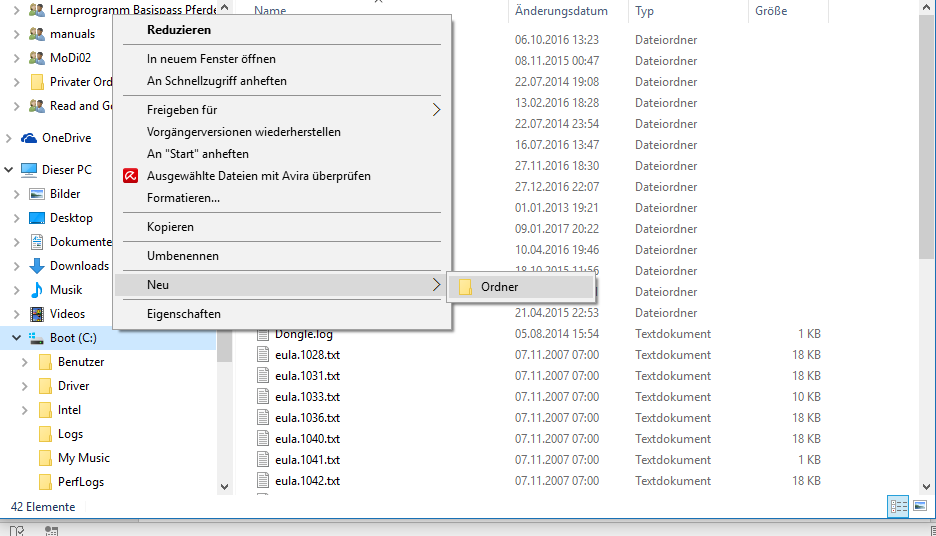 Lernprogramm Basispass Pferde
manuals
MoDi02
Privater Ord
Read and Ge
OneDrive
Dieser PC
Bilder
Desktop
Dokumente
Downloads
Musik
Videos
Boot (C:)
Benutzer
Driver
Intel
Logs
My Music
PerfLogs
42 Elemente
Reduzieren
In neuem Fenster öffnen
An Schnellzugriff anheften
Freigeben für
Vorgängerversionen wiederherstellen
An "Start" anheften
Ausgewählte Dateien mit Avira überprüfen
Formatieren...
Kopieren
Umbenennen
Neu
Eigenschaften
Ordner
Name Änderungsdatum Typ Größe
06.10.2016 13:23 Dateiordner
08.11.2015 00:47 Dateiordner
22.07.2014 19:08 Dateiordner
13.02.2016 18:28 Dateiordner
22.07.2014 23:54 Dateiordner
16.07.2016 13:47 Dateiordner
27.11.2016 18:30 Dateiordner
27.12.2016 22:07 Dateiordner
01.01.2013 19:21 Dateiordner
09.01.2017 20:22 Dateiordner
10.04.2016 19:46 Dateiordner
18.10.2015 11:56 Dateiordner
Dateiordner
21.04.2015 22:53 Dateiordner
Dongle.log 05.08.2014 15:54 Textdokument 1 KB
eula.1028.txt 07.11.2007 07:00 Textdokument 18 KB
eula.1031.txt 07.11.2007 07:00 Textdokument 18 KB
eula.1033.txt 07.11.2007 07:00 Textdokument 10 KB
eula.1036.txt 07.11.2007 07:00 Textdokument 18 KB
eula.1040.txt 07.11.2007 07:00 Textdokument 18 KB
eula.1041.txt 07.11.2007 07:00 Textdokument 1 KB
eula.1042.txt 07.11.2007 07:00 Textdokument 18 KB